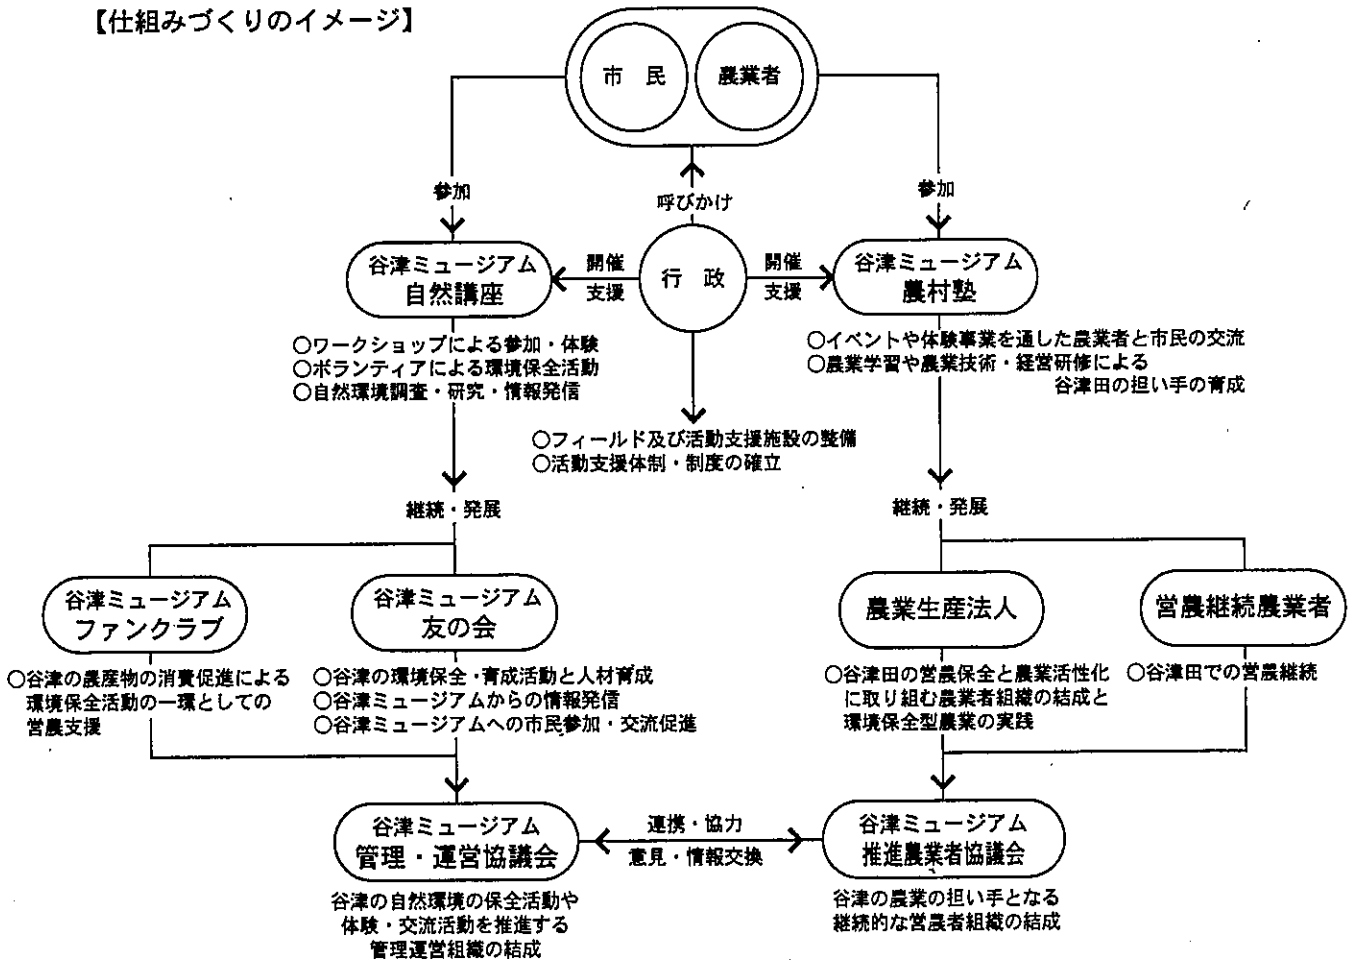 【仕組みづくりのイメージ】
市 民
農業者
参加
呼びかけ
参加
谷津ミュージアム
自然講座
開催
支援
行 政
開催
支援
谷津ミュージアム
農村塾
○ワークショップによる参加・体験
○ボランティアによる環境保全活動
○自然環境調査・研究・情報発信
○イベントや体験事業を通した農業者と市民の交流
○農業学習や農業技術・経営研修による
谷津田の担い手の育成
○フィールド及び活動支援施設の整備
○活動支援体制・制度の確立
継続・発展
継続・発展
谷津ミュージアム
ファンクラブ
谷津ミュージアム
友の会
農業生産法人
営農継続農業者
○谷津の農産物の消費促進による
環境保全活動の一環としての
営農支援
○谷津の環境保全・育成活動と人材育成
○谷津ミュージアムからの情報発信
○谷津ミュージアムへの市民参加・交流促進
○谷津田の営農保全と農業活性化
に取り組む農業者組織の結成と
環境保全型農業の実践
○谷津田での営農継続
谷津ミュージアム
管理・運営協議会
連携・協力
意見・情報交換
谷津ミュージアム
推進農業者協議会
谷津の自然環境の保全活動や
体験・交流活動を推進する
管理運営組織の結成
谷津の農業の担い手となる
継続的な営農者組織の結成